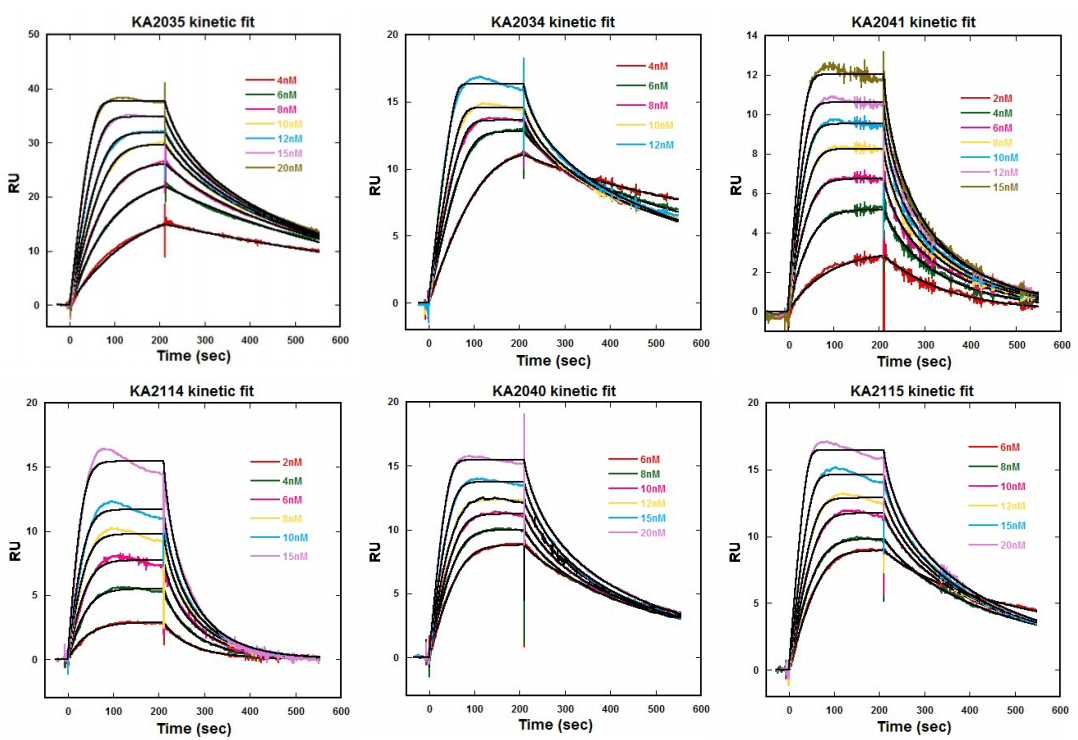 KA2035 kinetic fit
50
40
30
20
10
0
RU
4nM
6nM
8nM
10nM
12nM
15nM
20nM
0 100 200 300 400 500 600
Time (sec)
KA2034 kinetic fit
20
15
10
5
0
RU
4nM
6nM
8nM
10nM
12nM
0 100 200 300 400 500 600
Time (sec)
KA2041 kinetic fit
14
12
10
8
6
4
2
0
RU
2nM
4nM
6nM
8nM
10nM
12nM
15nM
0 100 200 300 400 500 600
Time (sec)
KA2114 kinetic fit
20
15
10
5
0
RU
2nM
4nM
6nM
8nM
10nM
15nM
0 100 200 300 400 500 600
Time (sec)
KA2040 kinetic fit
20
15
10
5
0
RU
6nM
8nM
10nM
12nM
15nM
20nM
0 100 200 300 400 500 600
Time (sec)
KA2115 kinetic fit
20
15
10
5
0
RU
6nM
8nM
10nM
12nM
15nM
20nM
0 100 200 300 400 500 600
Time (sec)